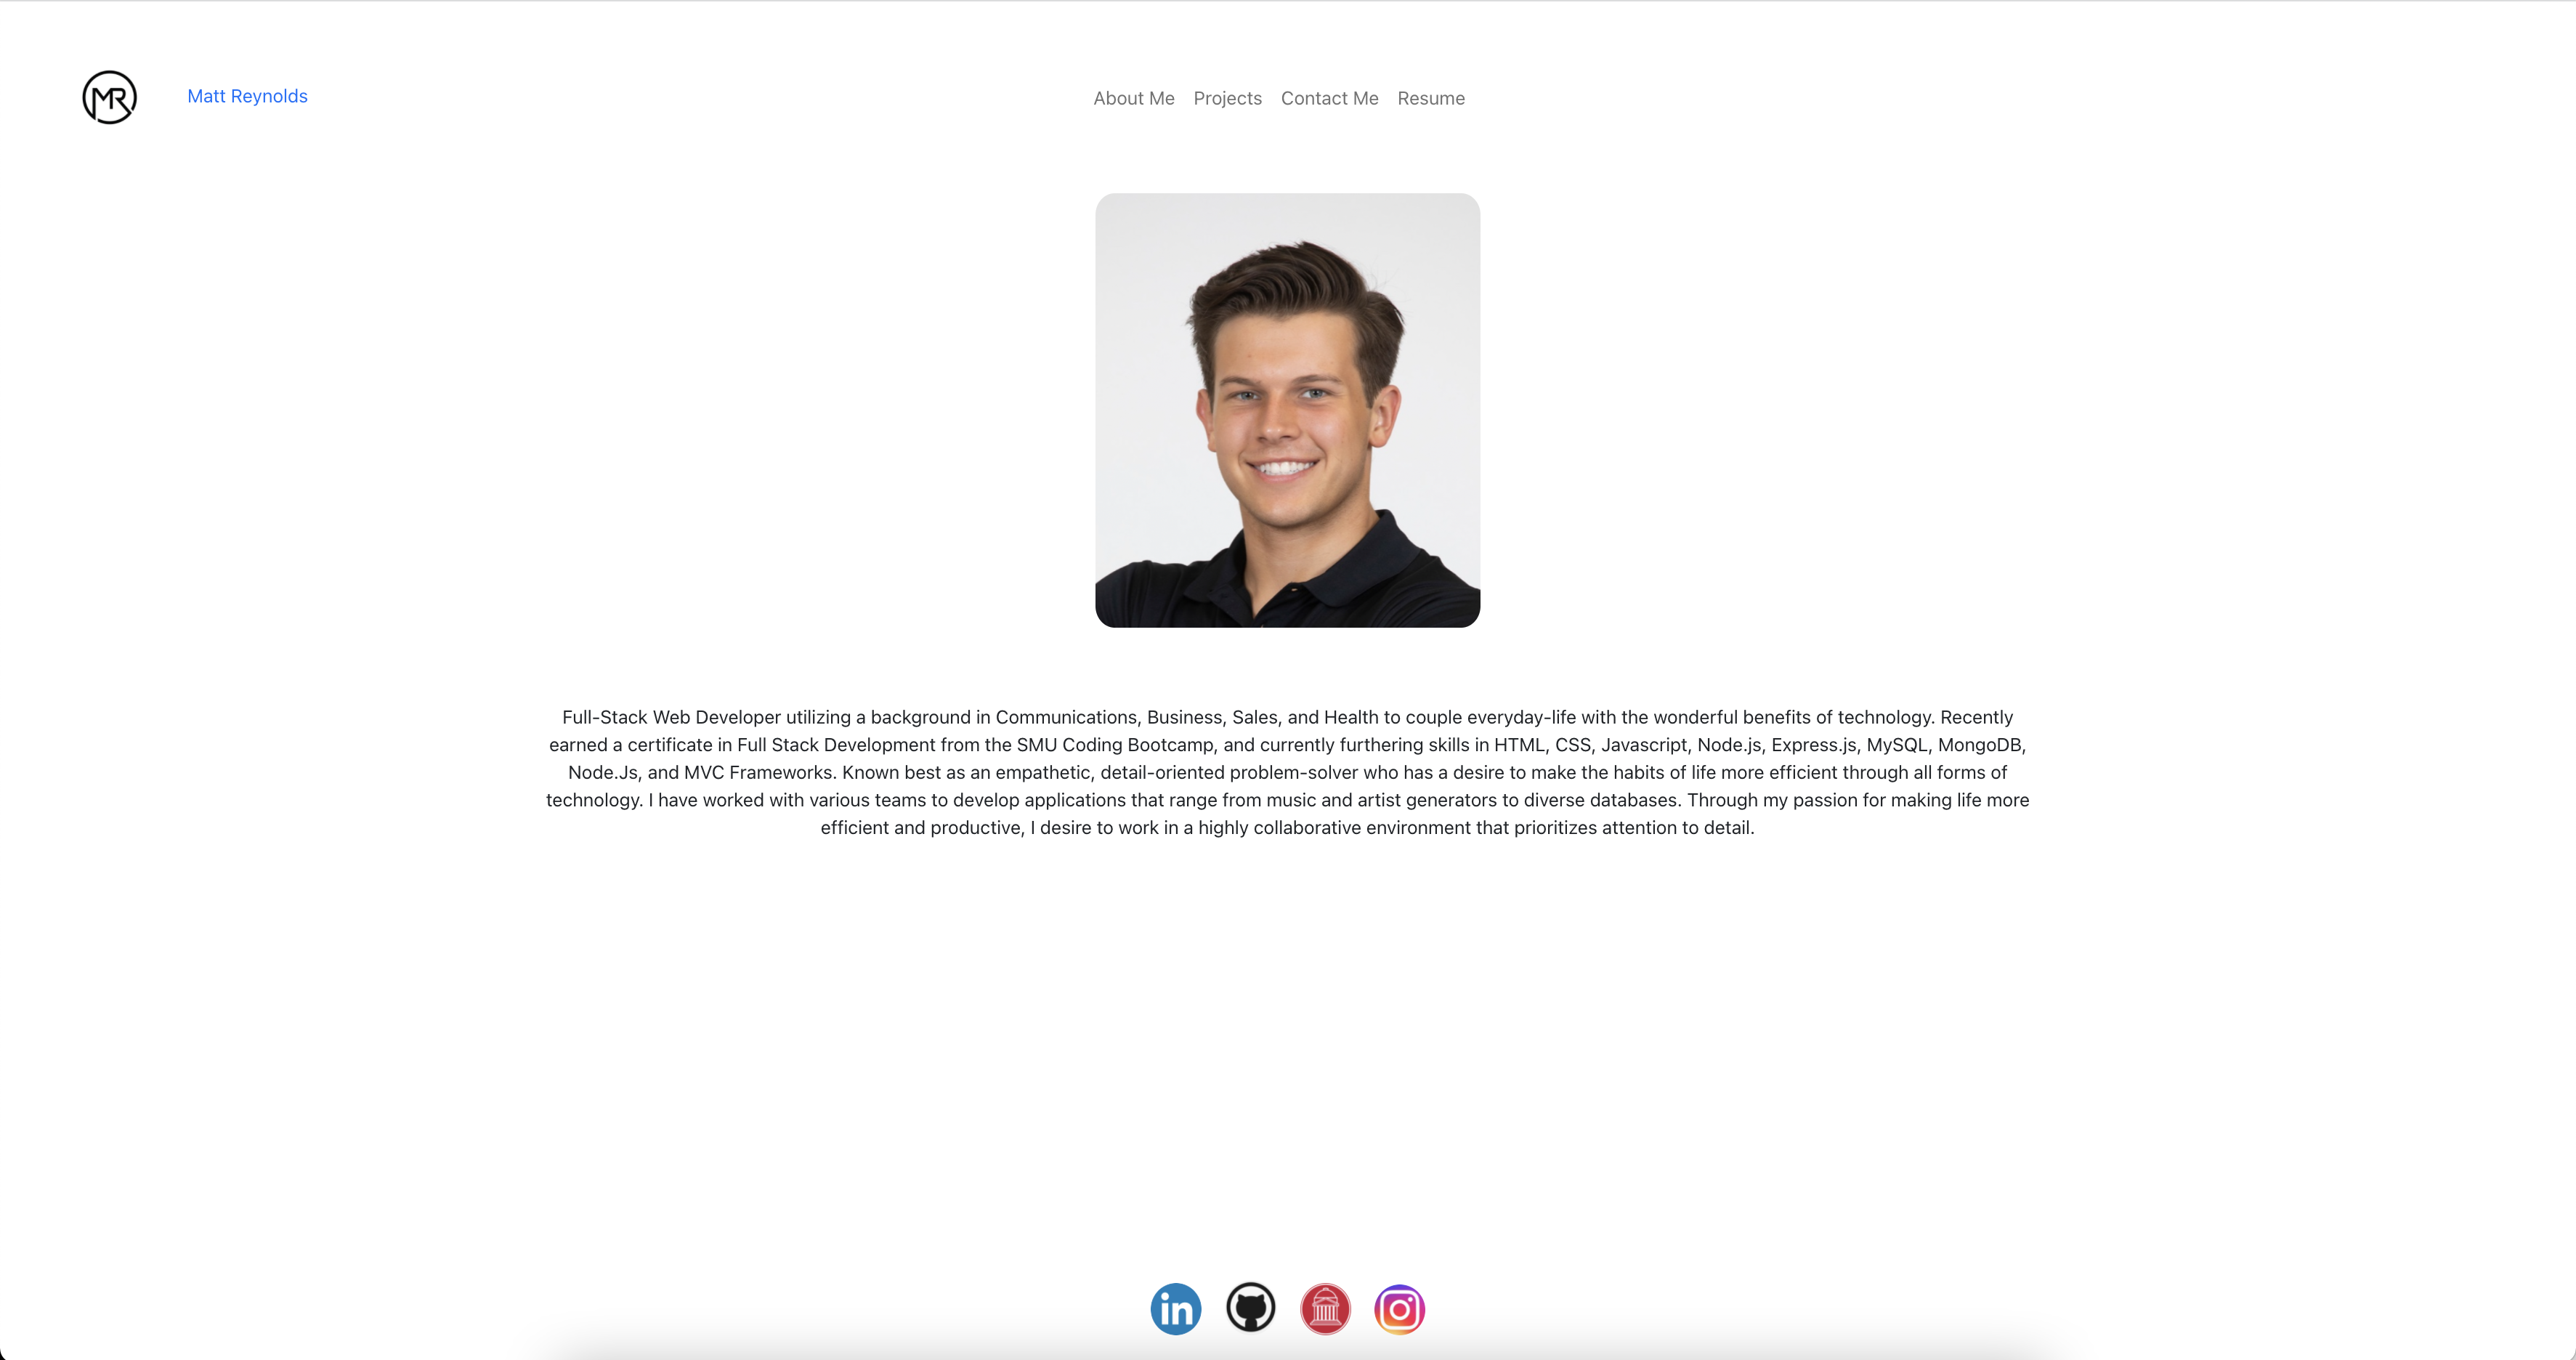 MR
Matt Reynolds
About Me Projects Contact Me Resume
Full-Stack Web Developer utilizing a background in Communications, Business, Sales, and Health to couple everyday-life with the wonderful benefits of technology. Recently
earned a certificate in Full Stack Development from the SMU Coding Bootcamp, and currently furthering skills in HTML, CSS, Javascript, Node.js, Express.js, MySQL, MongoDB,
Node.Js, and MVC Frameworks. Known best as an empathetic, detail-oriented problem-solver who has a desire to make the habits of life more efficient through all forms of
technology. I have worked with various teams to develop applications that range from music and artist generators to diverse databases. Through my passion for making life more
efficient and productive, I desire to work in a highly collaborative environment that prioritizes attention to detail.
in